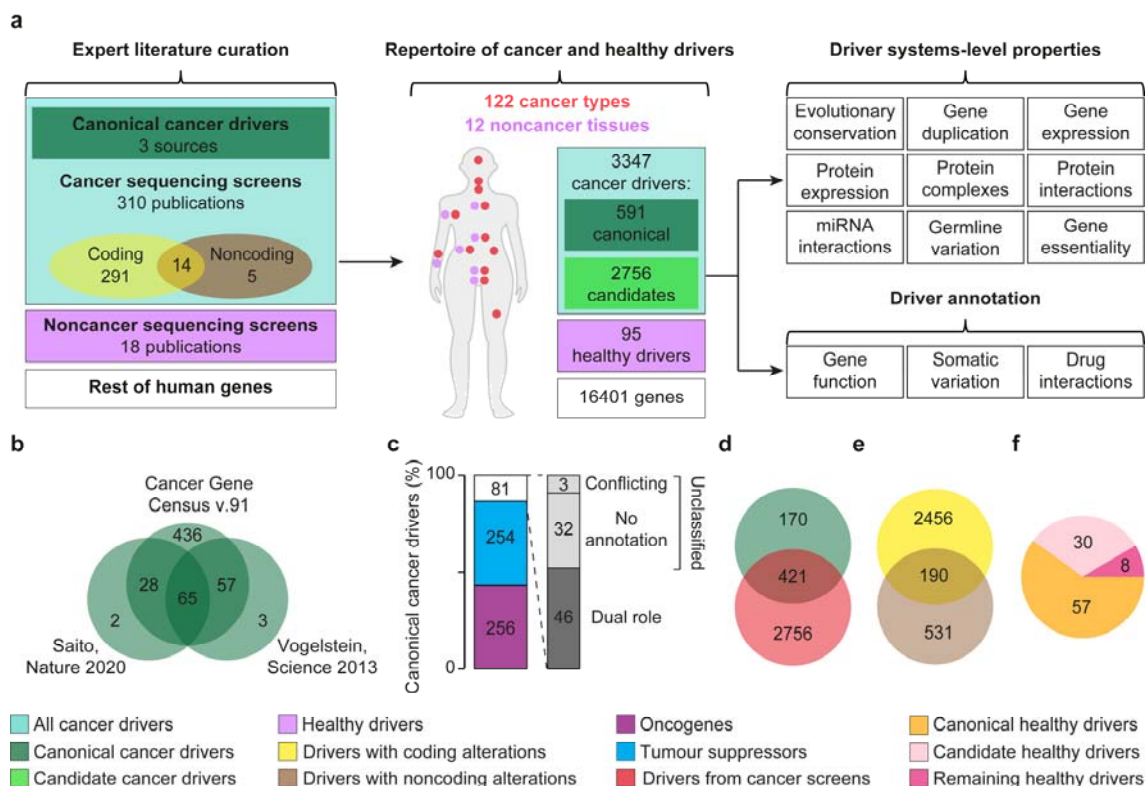 a
Expert literature curation
Repertoire of cancer and healthy drivers
Driver systems-level properties
Canonical cancer drivers
3 sources
Cancer sequencing screens
310 publications
Coding
291
14
Noncoding
5
Noncancer sequencing screens
18 publications
Rest of human genes
122 cancer types
12 noncancer tissues
3347
cancer drivers:
591
canonical
2756
candidates
95
healthy drivers
16401 genes
Evolutionary
conservation
Gene
duplication
Gene
expression
Protein
expression
Protein
complexes
Protein
interactions
miRNA
interactions
Germline
variation
Gene
essentiality
Driver annotation
Gene
function
Somatic
variation
Drug
interactions
b
Cancer Gene
Census v.91
436
28
57
65
2
3
Saito,
Nature 2020
Vogelstein,
Science 2013
c
Canonical cancer drivers (%)
100
0
81
254
256
3
32
46
Conflicting
No
annotation
Dual role
Unclassified
d
170
421
2756
e
2456
190
531
f
30
8
57
All cancer drivers
Canonical cancer drivers
Candidate cancer drivers
Healthy drivers
Drivers with coding alterations
Drivers with noncoding alterations
Oncogenes
Tumour suppressors
Drivers from cancer screens
Canonical healthy drivers
Candidate healthy drivers
Remaining healthy drivers